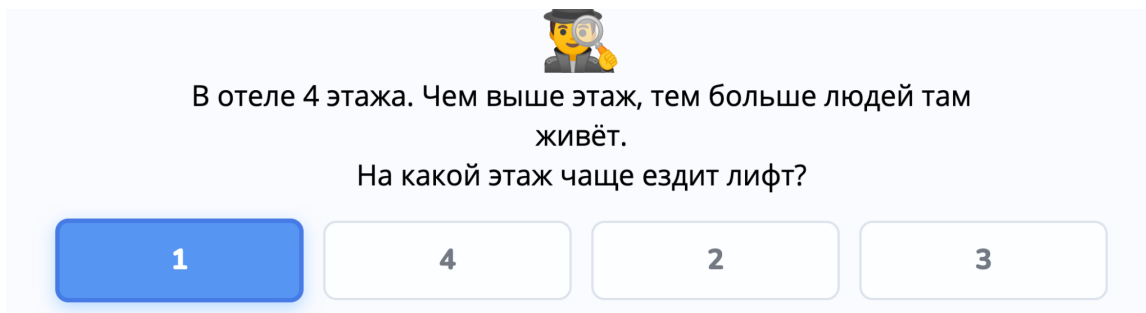 В отеле 4 этажа. Чем выше этаж, тем больше людей там
живёт.
На какой этаж чаще ездит лифт?
1 4 2 3